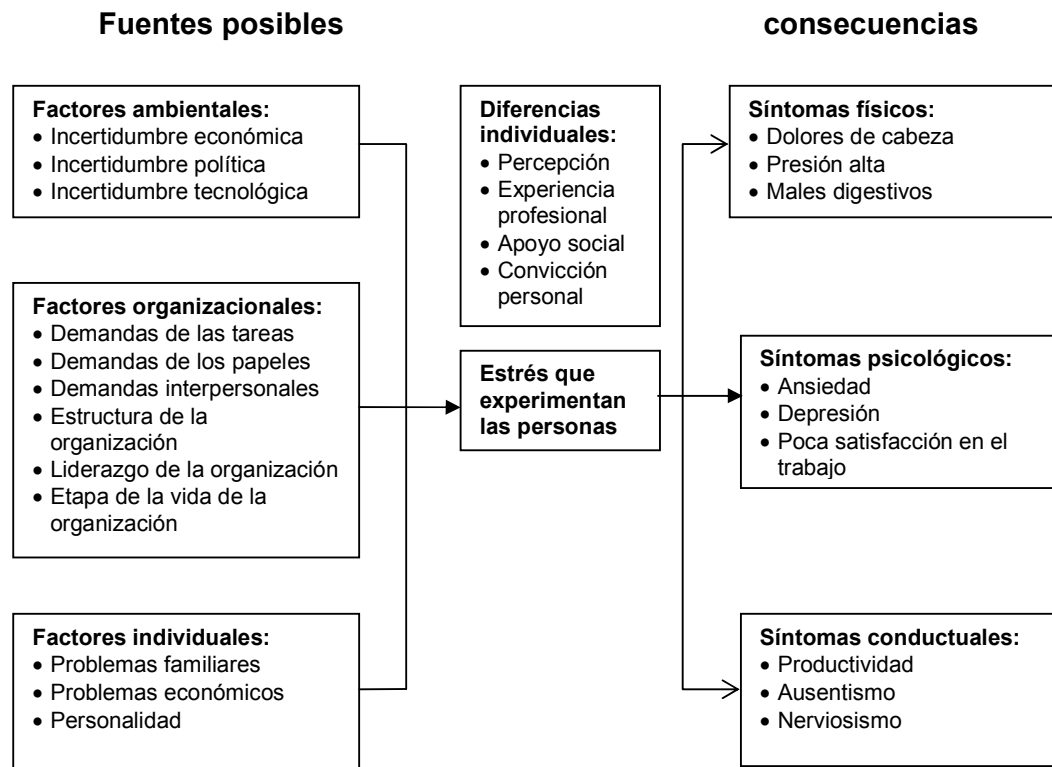 Fuentes posibles
consecuencias
Factores ambientales:
• Incertidumbre económica
• Incertidumbre política
• Incertidumbre tecnológica
Factores organizacionales:
• Demandas de las tareas
• Demandas de los papeles
• Demandas interpersonales
• Estructura de la
organización
• Liderazgo de la organización
• Etapa de la vida de la
organización
Factores individuales:
• Problemas familiares
• Problemas económicos
• Personalidad
Diferencias
individuales:
• Percepción
• Experiencia
profesional
• Apoyo social
• Convicción
personal
Estrés que
experimentan
las personas
Síntomas físicos:
• Dolores de cabeza
• Presión alta
• Males digestivos
Síntomas psicológicos:
• Ansiedad
• Depresión
• Poca satisfacción en el
trabajo
Síntomas conductuales:
• Productividad
• Ausentismo
• Nerviosismo